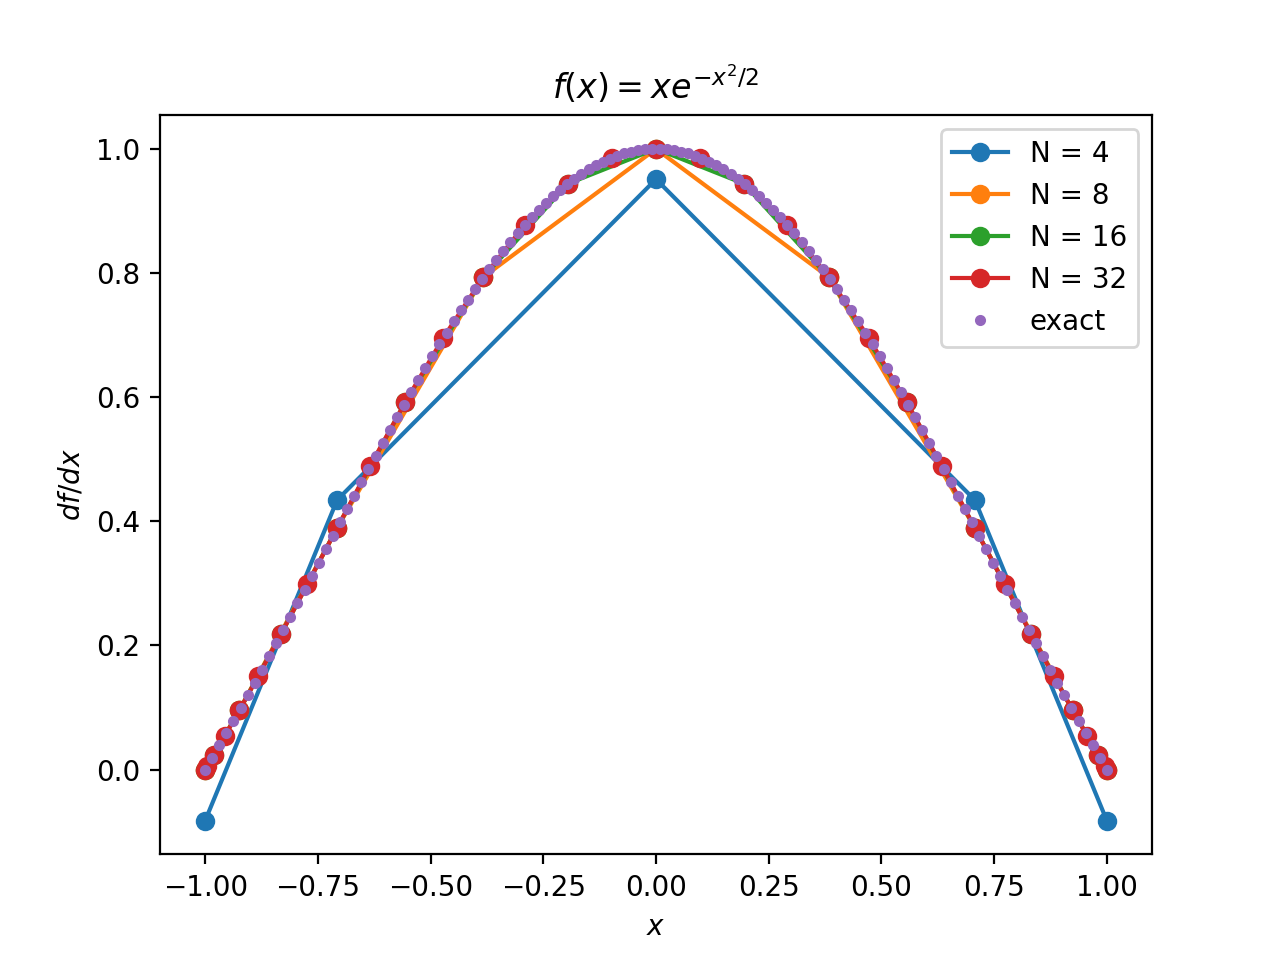 f(x) = xe^{-x^2/2}
1.0
0.8
0.6
0.4
0.2
0.0
df/dx
−1.00 −0.75 −0.50 −0.25 0.00 0.25 0.50 0.75 1.00
x
N = 4
N = 8
N = 16
N = 32
exact